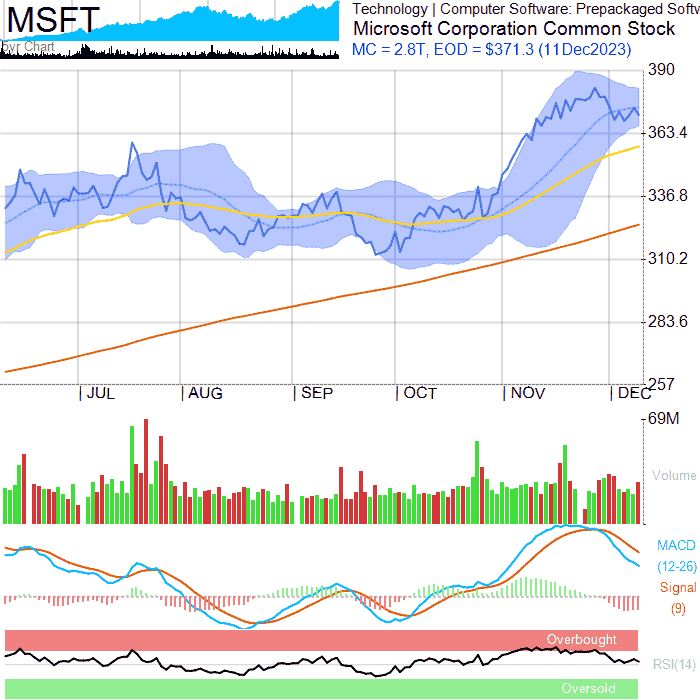 MSFT
Technology | Computer Software: Prepackaged Softw
Microsoft Corporation Common Stock
MC = 2.8T, EOD = $371.3 (11Dec2023)
Chart
390
363.4
336.8
310.2
283.6
257
| JUL | AUG | SEP | OCT | NOV | DEC
69M
Volume
MACD
(12-26)
Signal
(9)
Overbought
RSI(14)
Oversoid